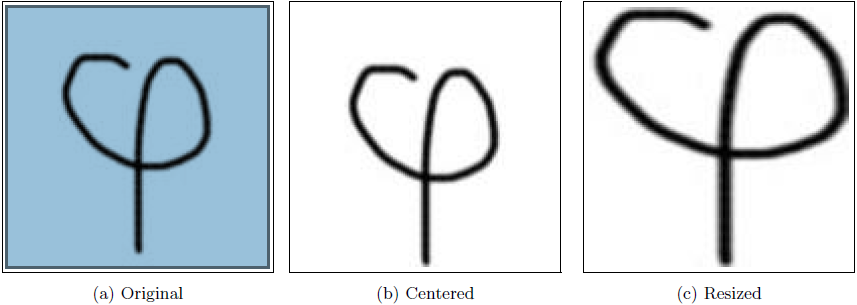 φ φ φ
(a) Original (b) Centered (c) Resized